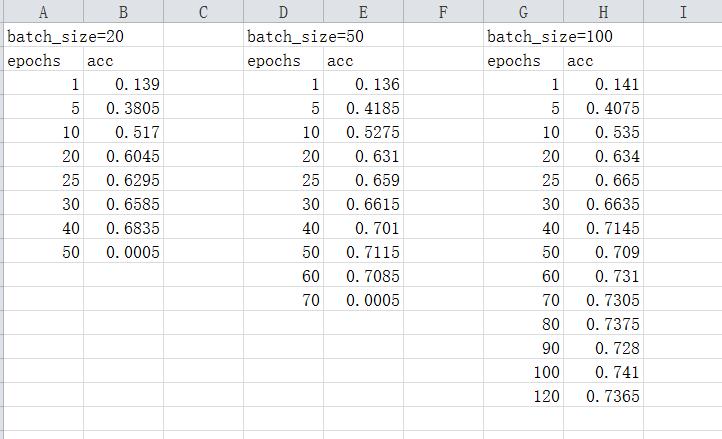 A B C D E F G H I
batch_size=20 batch_size=50 batch_size=100
epochs acc epochs acc epochs acc
1 0.139 1 0.136 1 0.141
5 0.3805 5 0.4185 5 0.4075
10 0.517 10 0.5275 10 0.535
20 0.6045 20 0.631 20 0.634
25 0.6295 25 0.659 25 0.665
30 0.6585 30 0.6615 30 0.6635
40 0.6835 40 0.701 40 0.7145
50 0.0005 50 0.7115 50 0.709
60 0.7085 60 0.731
70 0.0005 70 0.7305
80 0.7375
90 0.728
100 0.741
120 0.7365